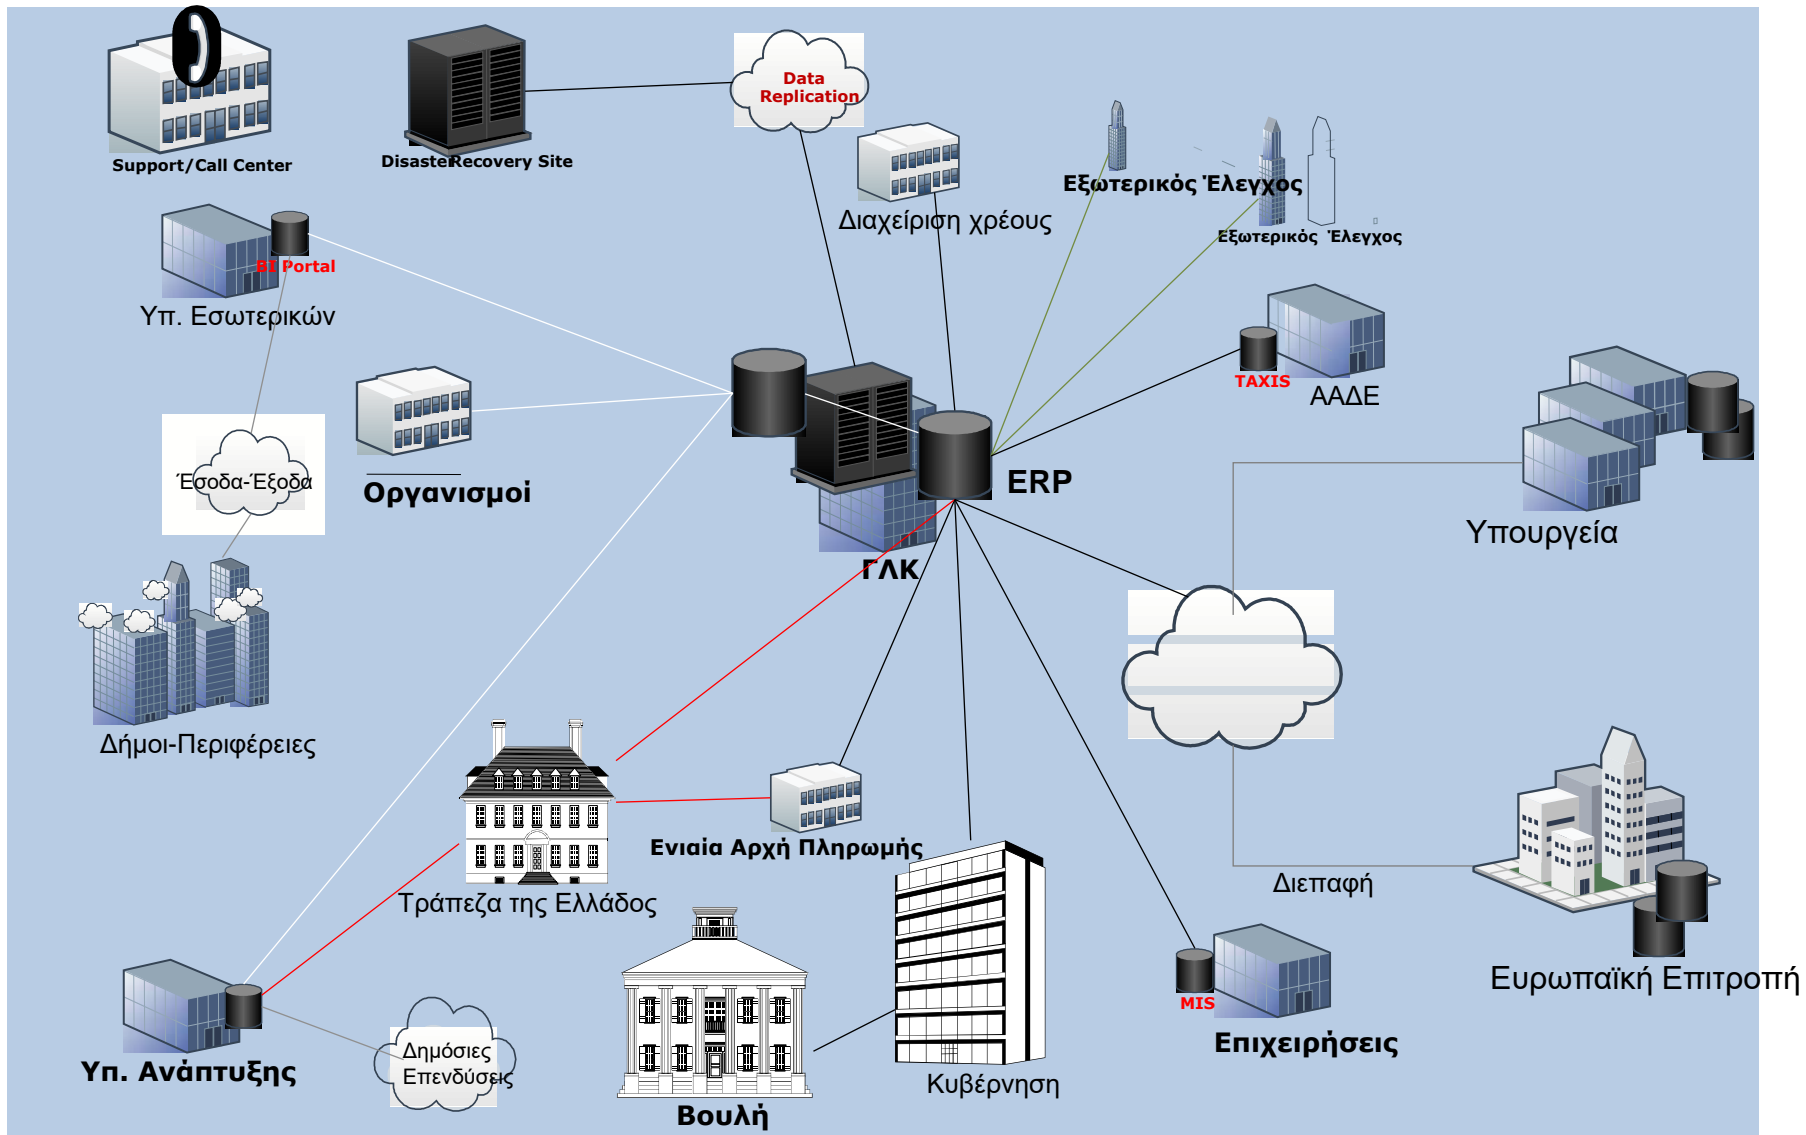 Data
Replication
Support/Call Center
Disaster Recovery Site
Εξωτερικός Έλεγχος
Διαχείριση χρέους
Εξωτερικός Έλεγχος
BI Portal
Υπ. Εσωτερικών
TAXIS
ΑΑΔΕ
Έσοδα-Έξοδα
Οργανισμοί
ERP
Υπουργεία
ΓΛΚ
Δήμοι-Περιφέρειες
Ενιαία Αρχή Πληρωμής
Τράπεζα της Ελλάδος
Διεπαφή
Ευρωπαϊκή Επιτροπή
MIS
Επιχειρήσεις
Υπ. Ανάπτυξης
Δημόσιες
Επενδύσεις
Κυβέρνηση
Βουλή